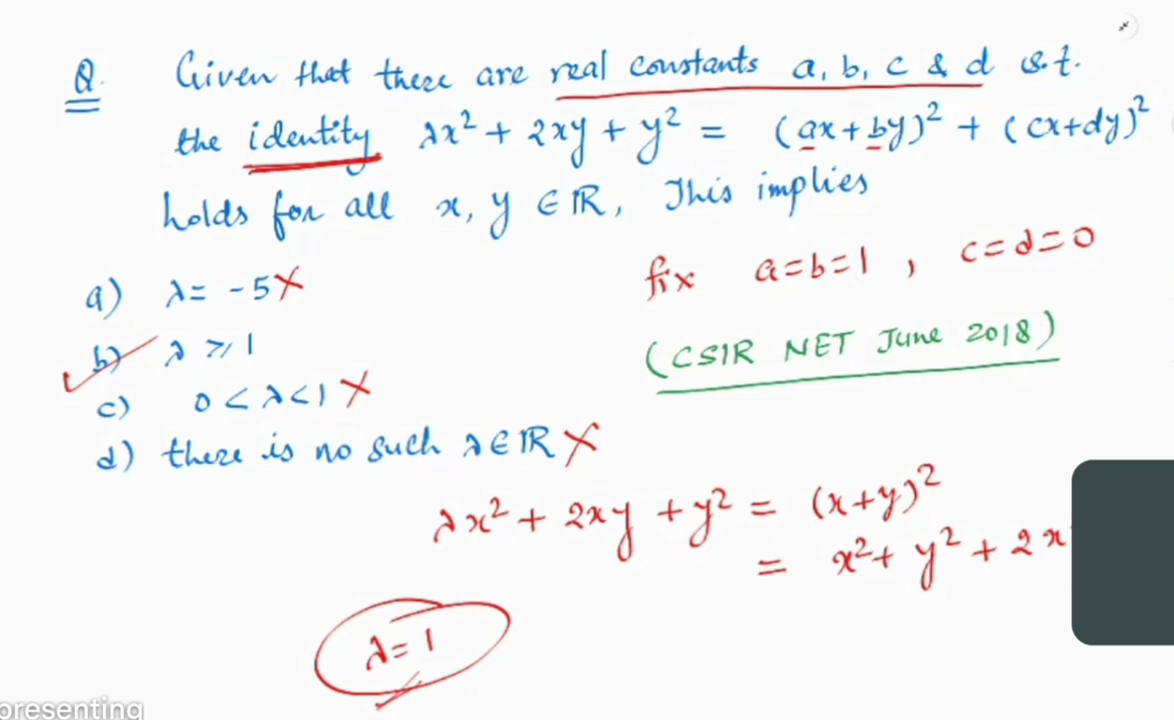 Q. Given that there are real constants a, b, c & d s.t.
the identity λx² + 2xy + y² = (ax+by)² + (cx+dy)²
holds for all x, y ∈ ℝ, This implies
a) λ = -5 ✗
fix a=b=1 , c=d=0
b) λ ≥ 1
(CSIR NET June 2018)
c) 0 < λ < 1 ✗
d) there is no such λ ∈ ℝ ✗
λx² + 2xy + y² = (x+y)²
= x² + y² + 2x
λ = 1
presenting